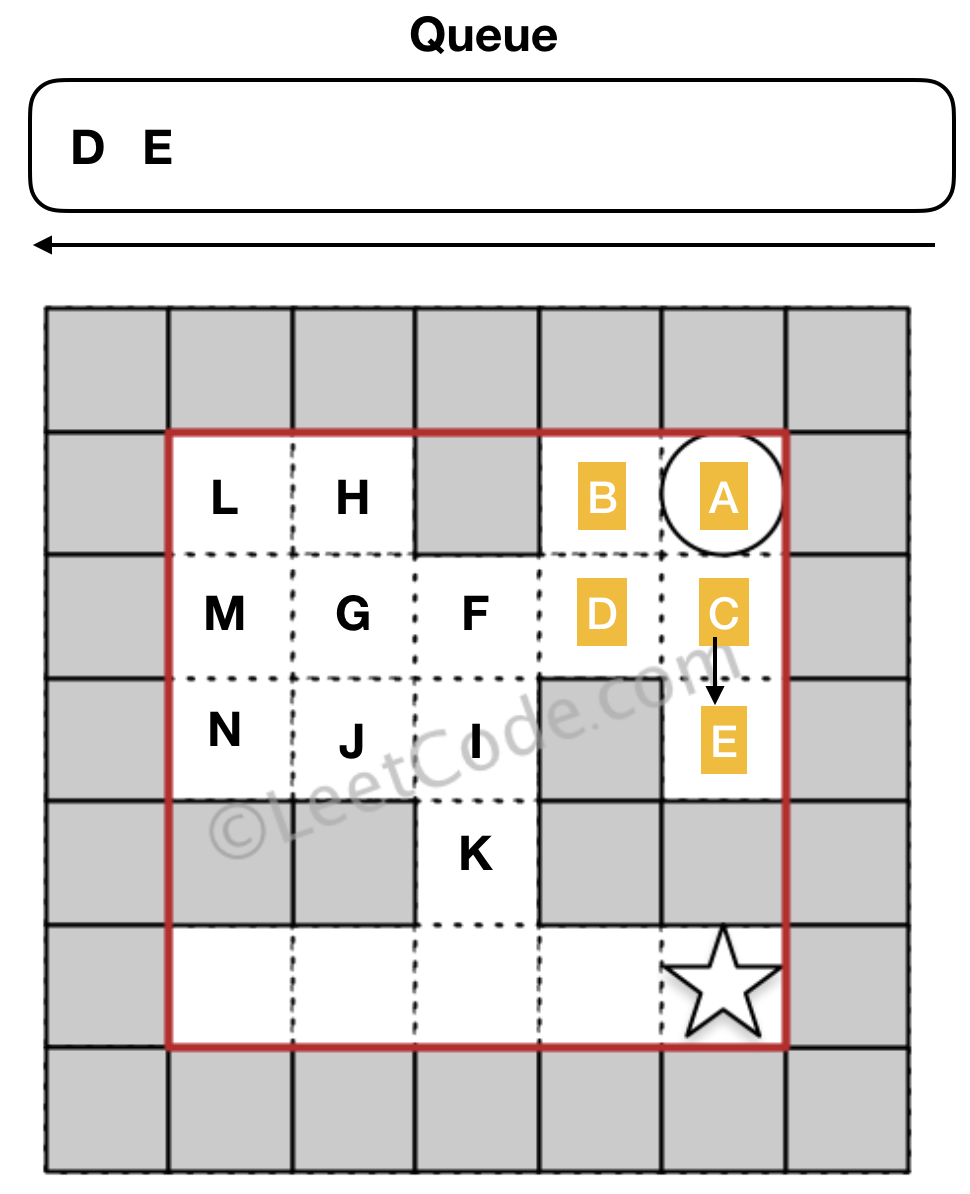 Queue
D E
L H B A
M G F D C
N J I E
K
©LeetCode.com